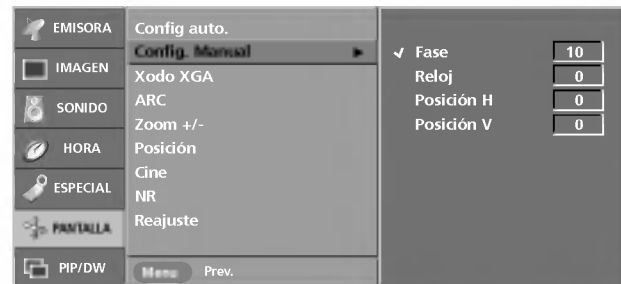 EMISORA
IMAGEN
SONIDO
HORA
ESPECIAL
PANTALLA
PIP/DW
Config auto.
Config. Manual
Xodo XGA
ARC
Zoom +/-
Posición
Cine
NR
Reajuste
Menu Prev.
Fase 10
Reloj 0
Posición H 0
Posición V 0